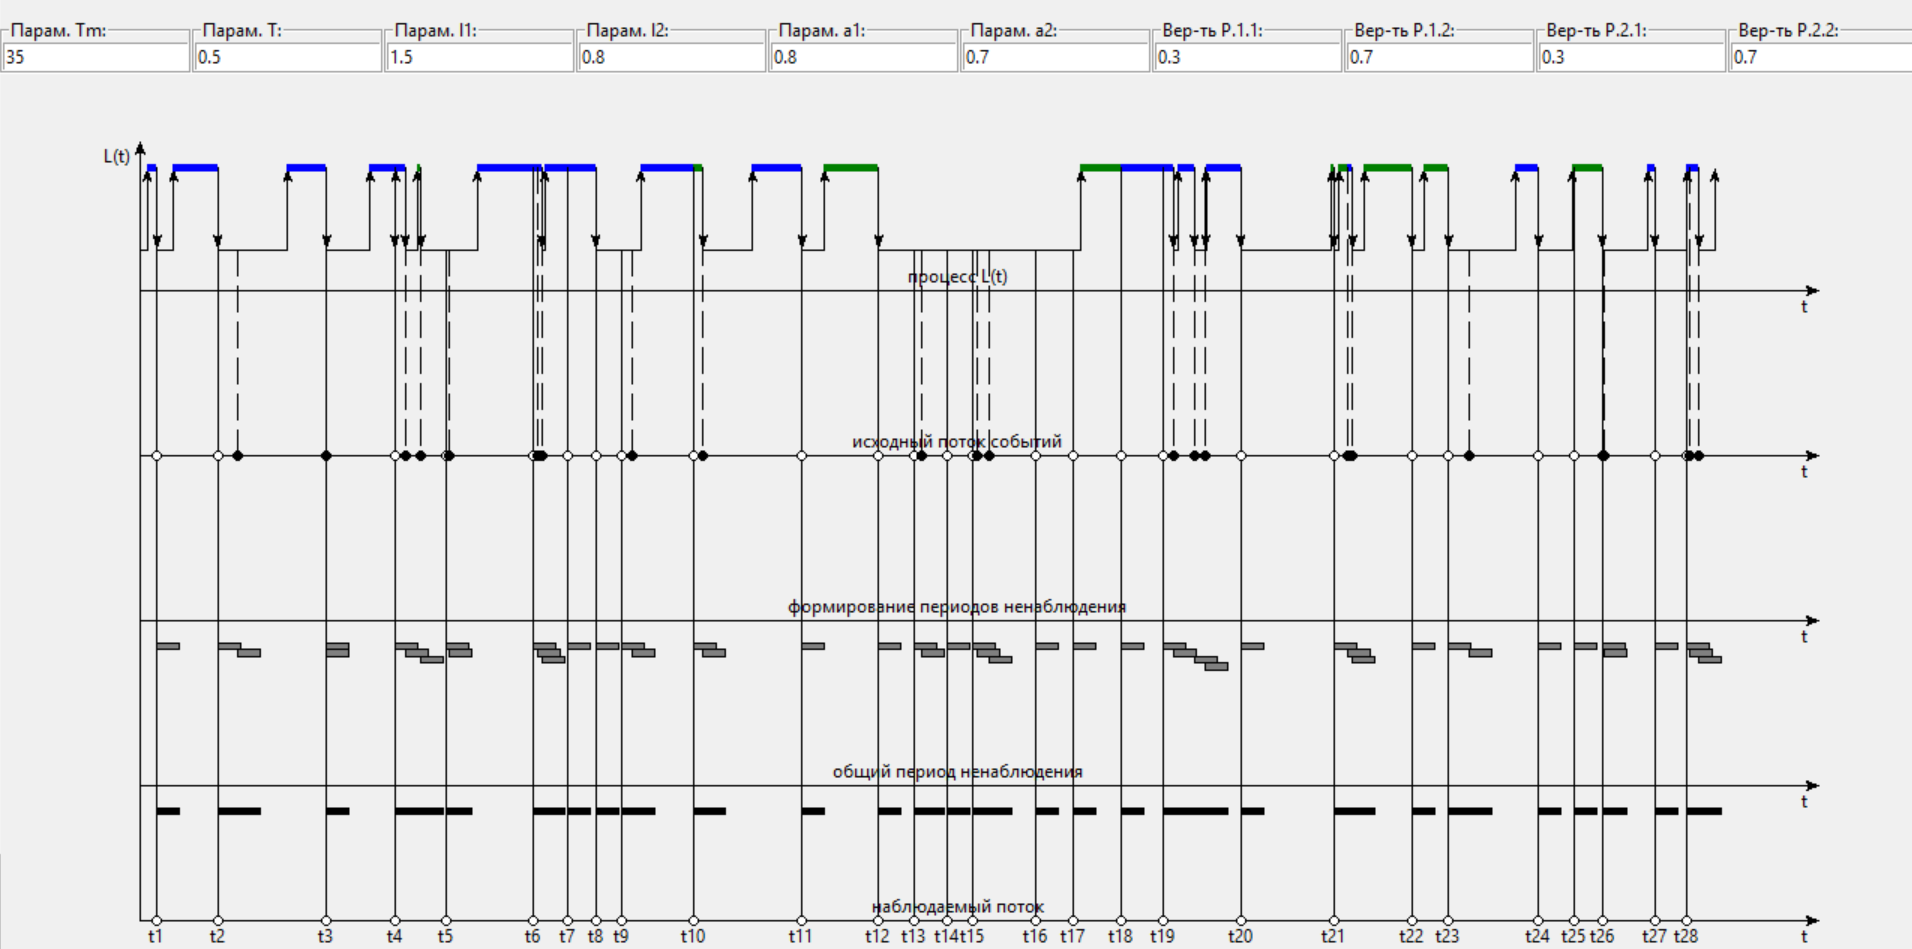 Парам. Tm: Парам. T: Парам. l1: Парам. l2: Парам. a1: Парам. a2: Вер-ть P.1.1: Вер-ть P.1.2: Вер-ть P.2.1: Вер-ть P.2.2:
35 0.5 1.5 0.8 0.8 0.7 0.3 0.7 0.3 0.7
L(t)
процесс L(t)
t
исходный поток событий
t
формирование периодов ненаблюдения
t
общий период ненаблюдения
t
наблюдаемый поток
t1 t2 t3 t4 t5 t6 t7 t8 t9 t10 t11 t12 t13 t14 t15 t16 t17 t18 t19 t20 t21 t22 t23 t24 t25 t26 t27 t28 t